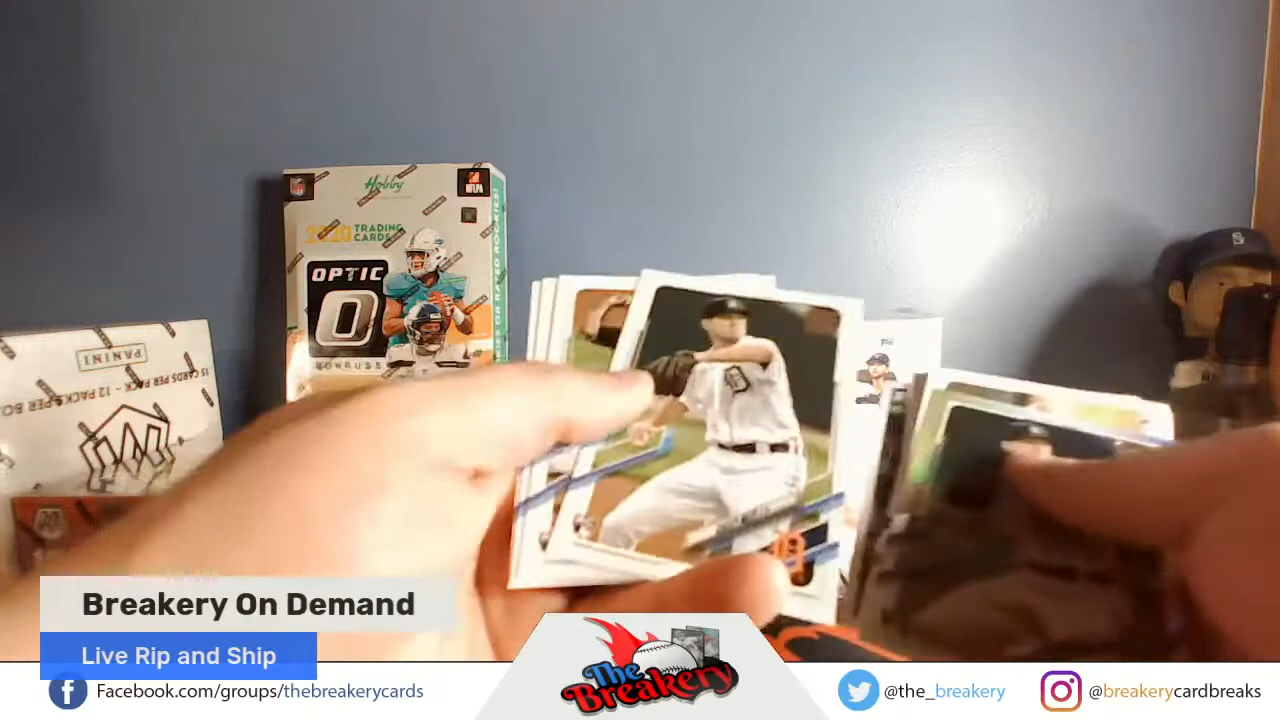 Hobby
NFLPA
2020 TRADING CARDS
OPTIC
DONRUSS
PANINI
15 CARDS PER PACK - 12 PACKS PER BOX
D
S
Breakery On Demand
Live Rip and Ship
The Breakery
Facebook.com/groups/thebreakerycards
@the_breakery
@breakerycardbreaks